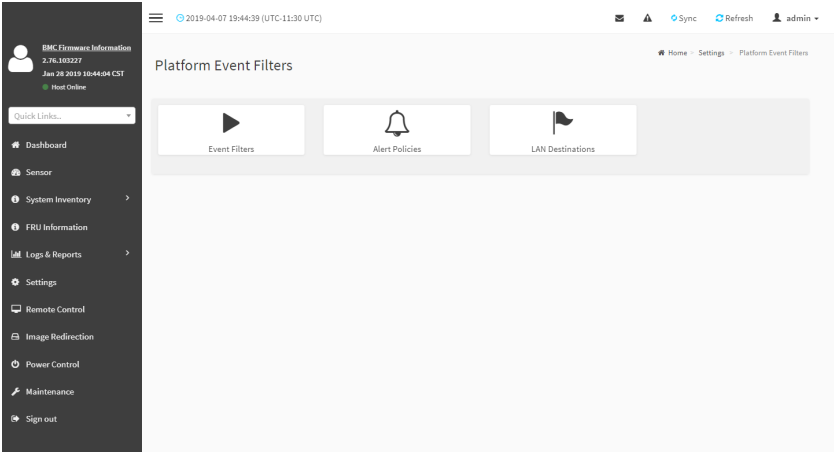 2019-04-07 19:44:39 (UTC-11:30 UTC)
Sync
Refresh
admin
BMC Firmware Information
2.76.103227
Jan 28 2019 10:44:04 CST
Host Online
Quick Links...
Dashboard
Sensor
System Inventory
FRU Information
Logs & Reports
Settings
Remote Control
Image Redirection
Power Control
Maintenance
Sign out
Platform Event Filters
Home > Settings > Platform Event Filters
Event Filters
Alert Policies
LAN Destinations